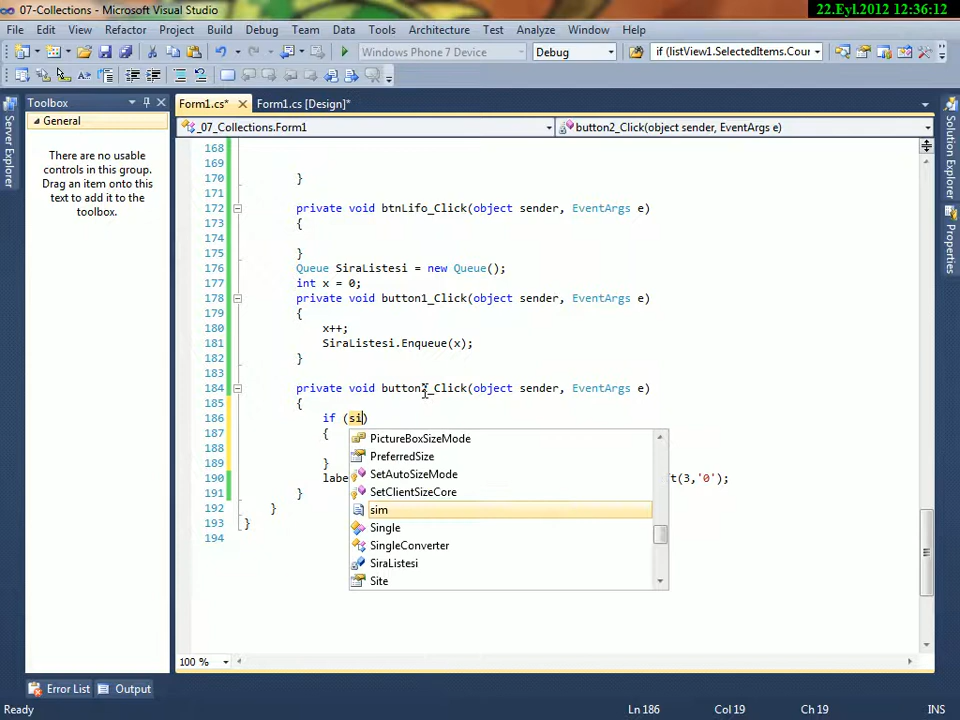 07-Collections - Microsoft Visual Studio
22.Eyl.2012 12:36:12
File Edit View Refactor Project Build Debug Team Data Tools Architecture Test Analyze Window Help
Windows Phone 7 Device Debug if (listView1.SelectedItems.Cour
Toolbox
General
There are no usable
controls in this group.
Drag an item onto this
text to add it to the
toolbox.
Server Explorer
Solution Explorer
Properties
Form1.cs* Form1.cs [Design]*
_07_Collections.Form1 button2_Click(object sender, EventArgs e)
168
169
170 }
171
172 private void btnLifo_Click(object sender, EventArgs e)
173 {
174
175 }
176 Queue SiraListesi = new Queue();
177 int x = 0;
178 private void button1_Click(object sender, EventArgs e)
179 {
180 x++;
181 SiraListesi.Enqueue(x);
182 }
183
184 private void button2_Click(object sender, EventArgs e)
185 {
186 if (si)
187 {
188
189 }
190 labe t(3,'0');
191 }
192 }
193 }
194
PictureBoxSizeMode
PreferredSize
SetAutoSizeMode
SetClientSizeCore
sim
Single
SingleConverter
SiraListesi
Site
100 %
Error List Output
Ready Ln 186 Col 19 Ch 19 INS